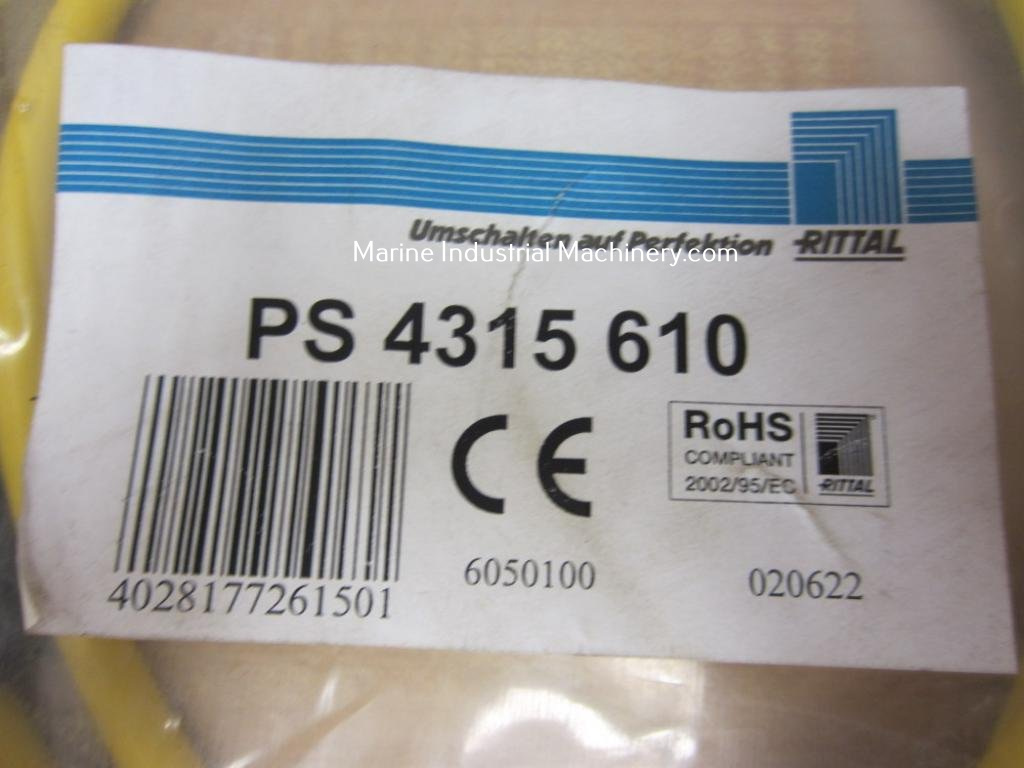 Umschalten auf Perfektion
RITTAL
Marine Industrial Machinery.com
PS 4315 610
CE
RoHS
COMPLIANT
2002/95/EC
RITTAL
4028177261501
6050100
020622